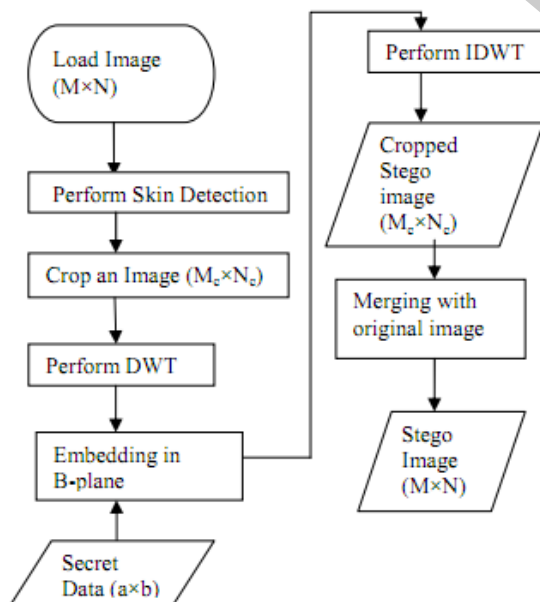 Load Image
(M×N)
Perform Skin Detection
Crop an Image (Mc×Nc)
Perform DWT
Embedding in
B-plane
Secret
Data (a×b)
Perform IDWT
Cropped
Stego
image
(Mc×Nc)
Merging with
original image
Stego
Image
(M×N)